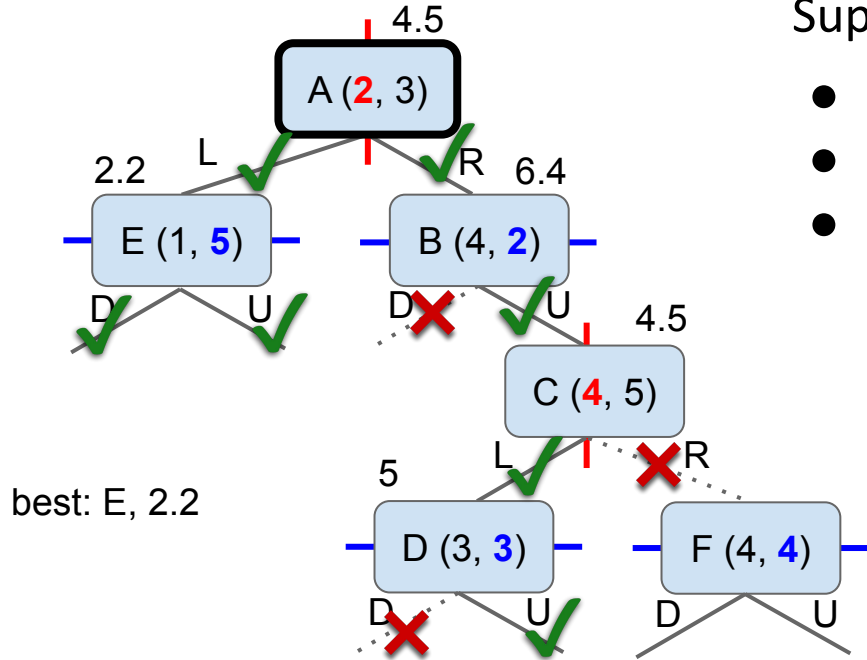 4.5
Sup
A (2, 3)
L
R
2.2
6.4
E (1, 5)
B (4, 2)
D
U
D
U
4.5
C (4, 5)
L
R
5
best: E, 2.2
D (3, 3)
F (4, 4)
D
U
D
U